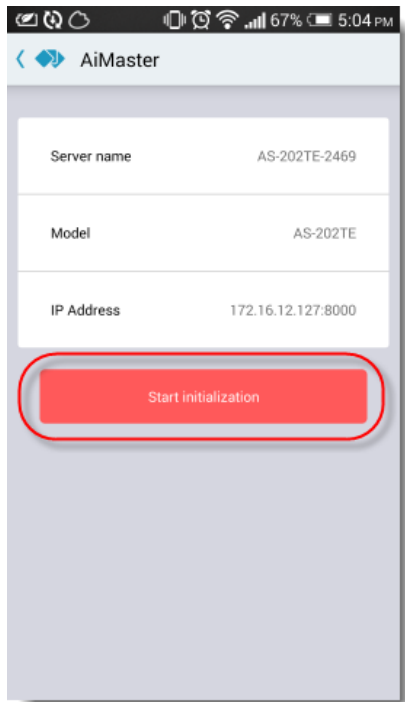 67% 5:04 PM
AiMaster
Server name AS-202TE-2469
Model AS-202TE
IP Address 172.16.12.127:8000
Start initialization